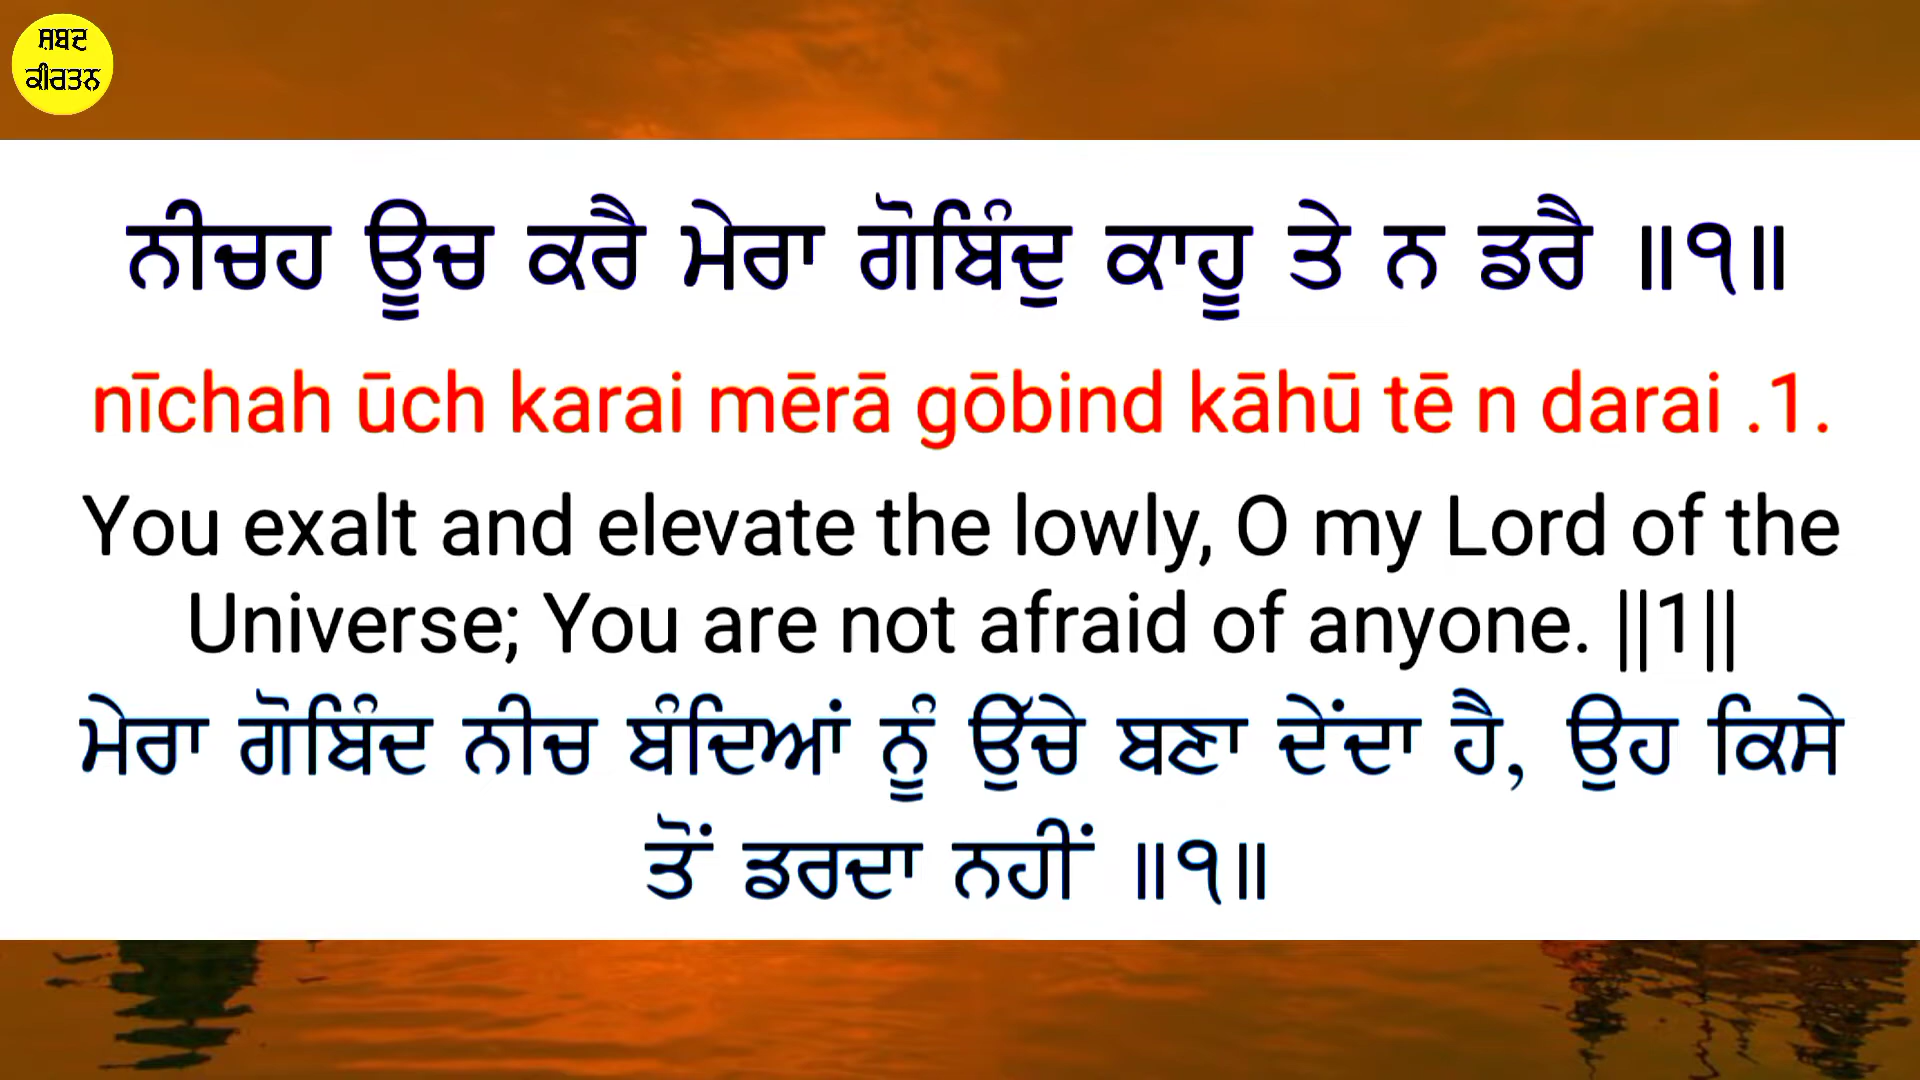 ਸ਼ਬਦ
ਕੀਰਤਨ
ਨੀਚਹ ਊਚ ਕਰੈ ਮੇਰਾ ਗੋਬਿੰਦੁ ਕਾਹੂ ਤੇ ਨ ਡਰੈ ॥੧॥
nīchah ūch karai mērā gōbind kāhū tē n darai .1.
You exalt and elevate the lowly, O my Lord of the
Universe; You are not afraid of anyone. ||1||
ਮੇਰਾ ਗੋਬਿੰਦ ਨੀਚ ਬੰਦਿਆਂ ਨੂੰ ਉੱਚੇ ਬਣਾ ਦੇਂਦਾ ਹੈ, ਉਹ ਕਿਸੇ
ਤੋਂ ਡਰਦਾ ਨਹੀਂ ॥੧॥